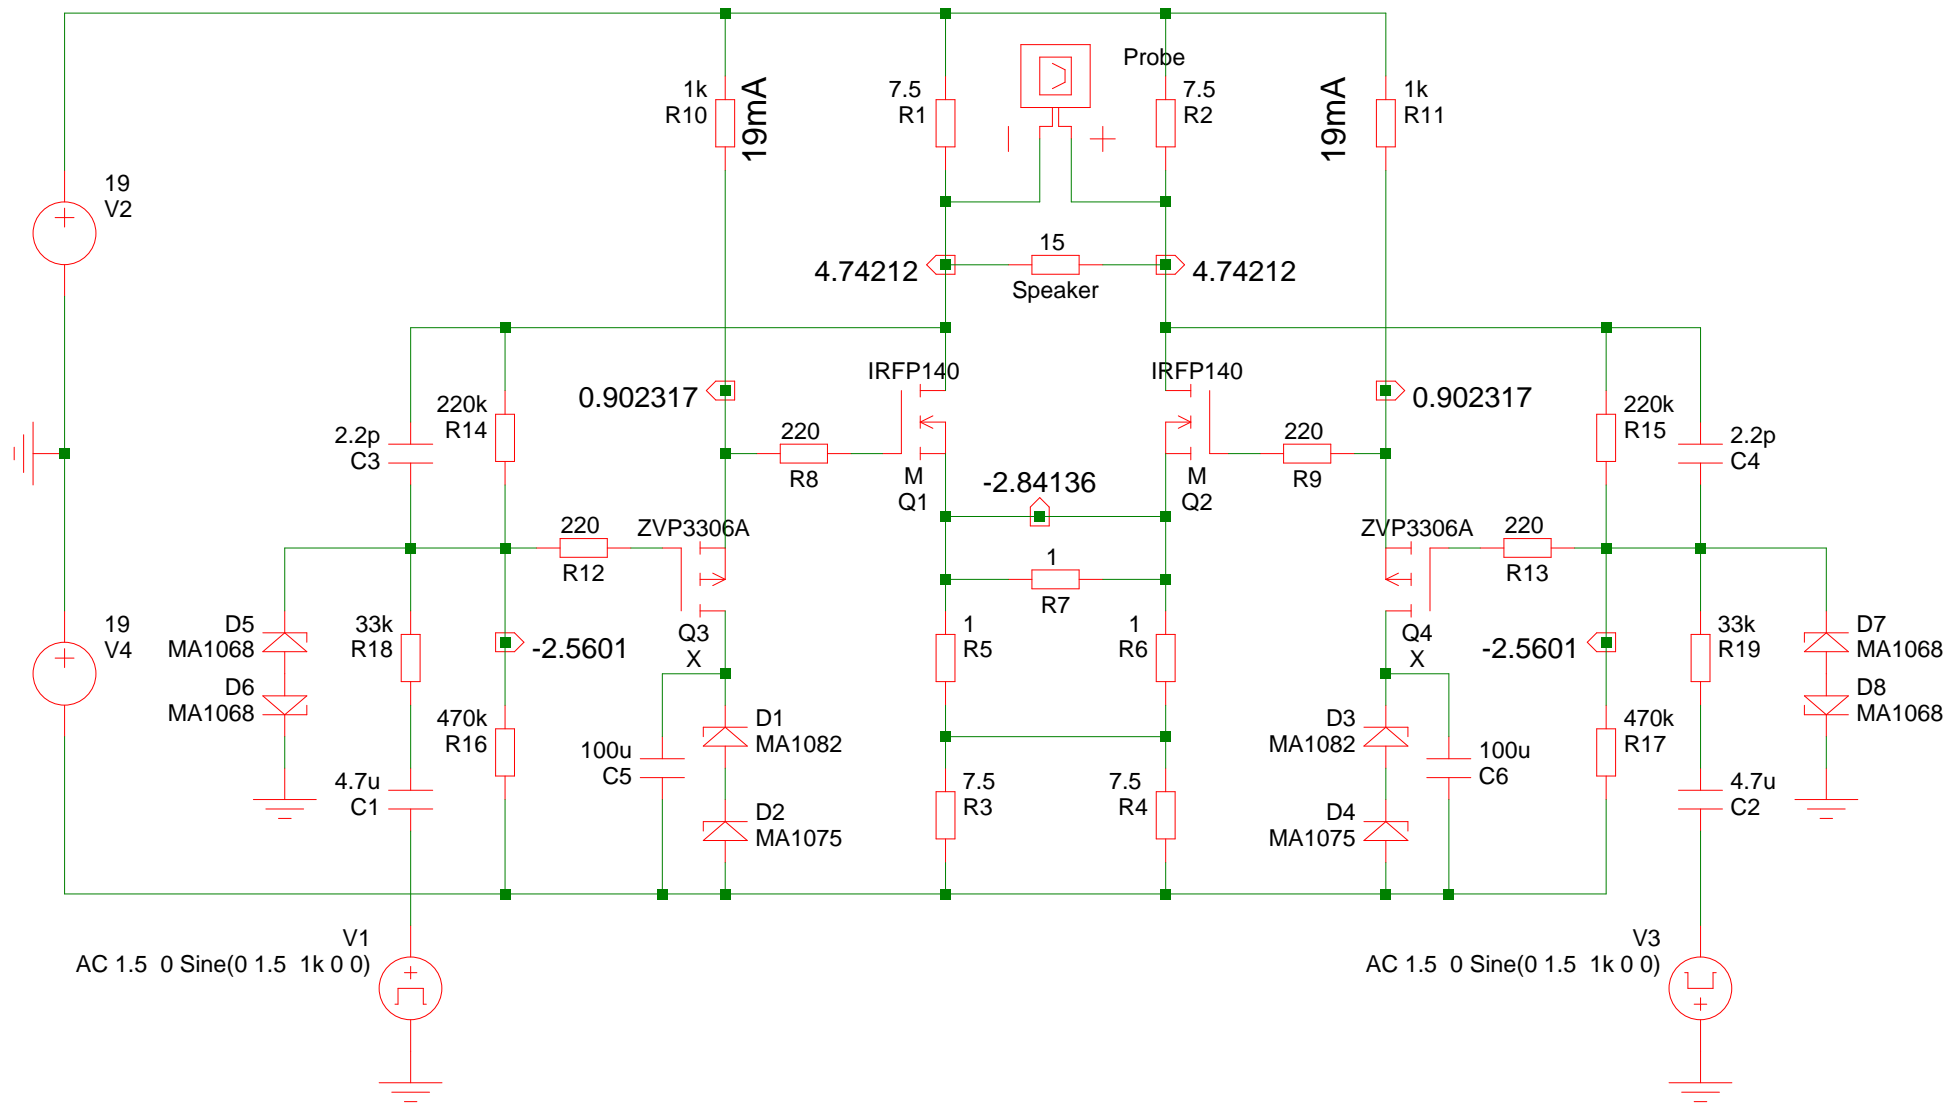 Probe
1k
R10
19mA
7.5
R1
7.5
R2
19mA
1k
R11
19
V2
15
Speaker
4.74212
4.74212
IRFP140
IRFP140
0.902317
0.902317
220k
R14
2.2p
C3
220
R8
220
R9
220k
R15
2.2p
C4
M
Q1
M
Q2
-2.84136
ZVP3306A
ZVP3306A
220
R12
220
R13
1
R7
19
V4
D5
MA1068
D6
MA1068
33k
R18
-2.5601
Q3
X
1
R5
1
R6
Q4
X
-2.5601
33k
R19
D7
MA1068
D8
MA1068
470k
R16
D1
MA1082
D3
MA1082
470k
R17
100u
C5
100u
C6
4.7u
C1
D2
MA1075
7.5
R3
7.5
R4
D4
MA1075
4.7u
C2
V1
AC 1.5 0 Sine(0 1.5 1k 0 0)
V3
AC 1.5 0 Sine(0 1.5 1k 0 0)